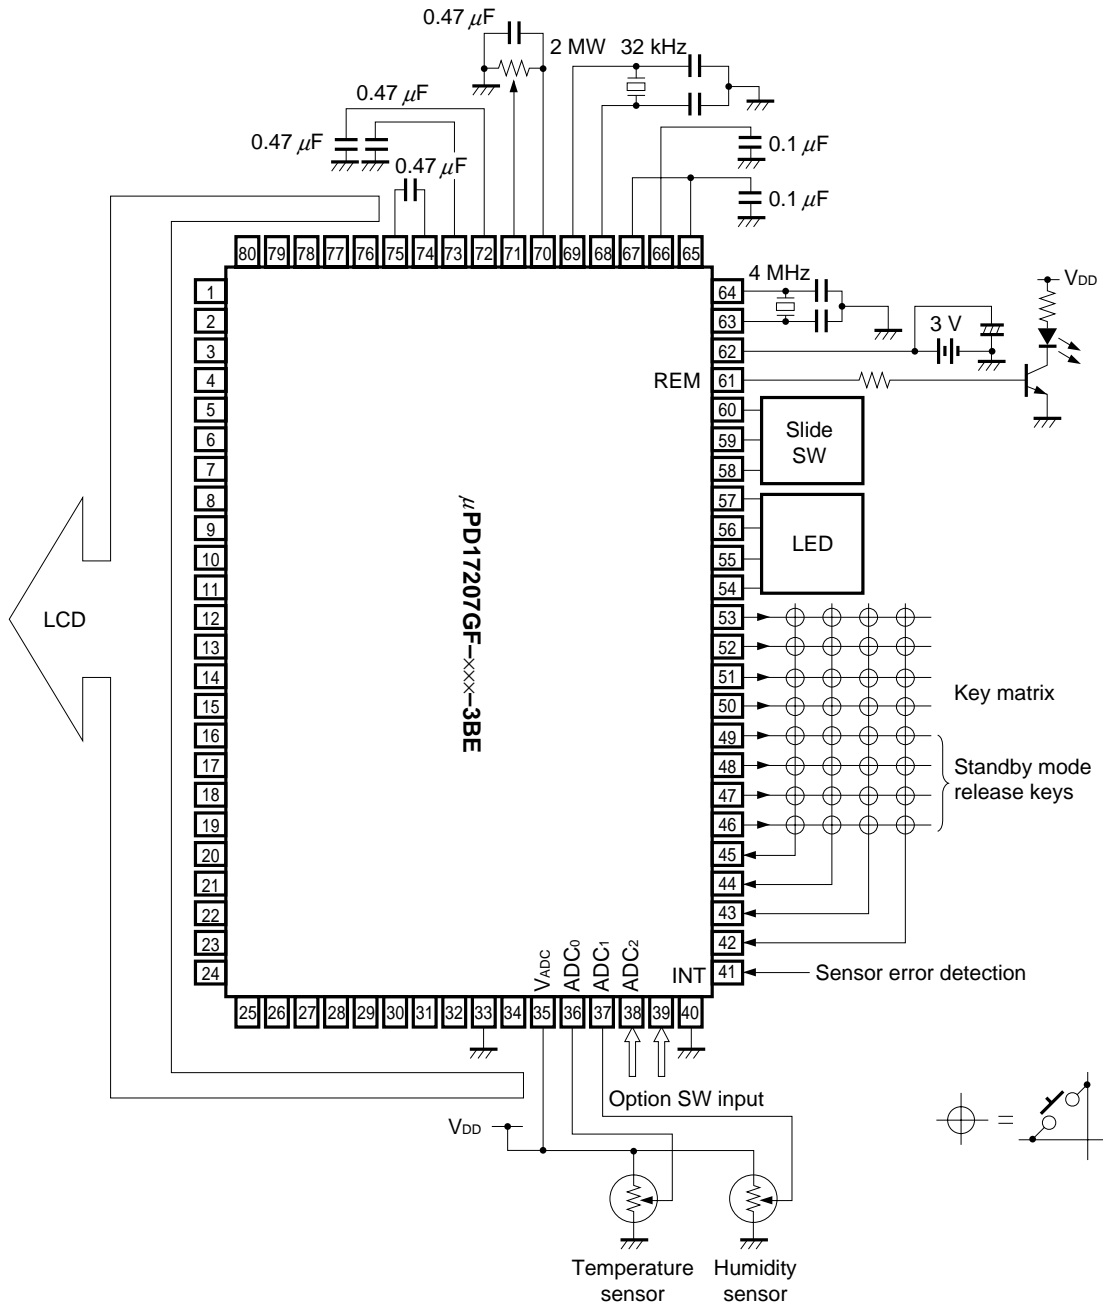 0.47 μF
2 MW
32 kHz
0.47 μF
0.47 μF
0.47 μF
0.1 μF
0.1 μF
80 79 78 77 76 75 74 73 72 71 70 69 68 67 66 65
1
2
3
4
5
6
7
8
9
10
11
12
13
14
15
16
17
18
19
20
21
22
23
24
LCD
μPD17207GF–×××–3BE
64
63
62
61
60
59
58
57
56
55
54
53
52
51
50
49
48
47
46
45
44
43
42
41
4 MHz
VDD
3 V
REM
Slide
SW
LED
Key matrix
Standby mode
release keys
INT
Sensor error detection
VADC
ADC0
ADC1
ADC2
25 26 27 28 29 30 31 32 33 34 35 36 37 38 39 40
Option SW input
VDD
=
Temperature
sensor
Humidity
sensor